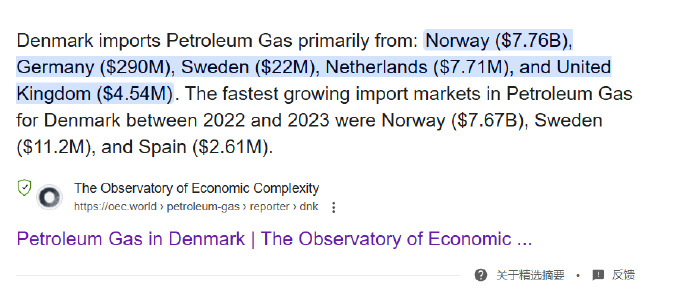 Denmark imports Petroleum Gas primarily from: Norway ($7.76B),
Germany ($290M), Sweden ($22M), Netherlands ($7.71M), and United
Kingdom ($4.54M). The fastest growing import markets in Petroleum Gas
for Denmark between 2022 and 2023 were Norway ($7.67B), Sweden
($11.2M), and Spain ($2.61M).
The Observatory of Economic Complexity
https://oec.world › petroleum-gas › reporter › dnk
Petroleum Gas in Denmark | The Observatory of Economic ...
关于精选摘要 • 反馈